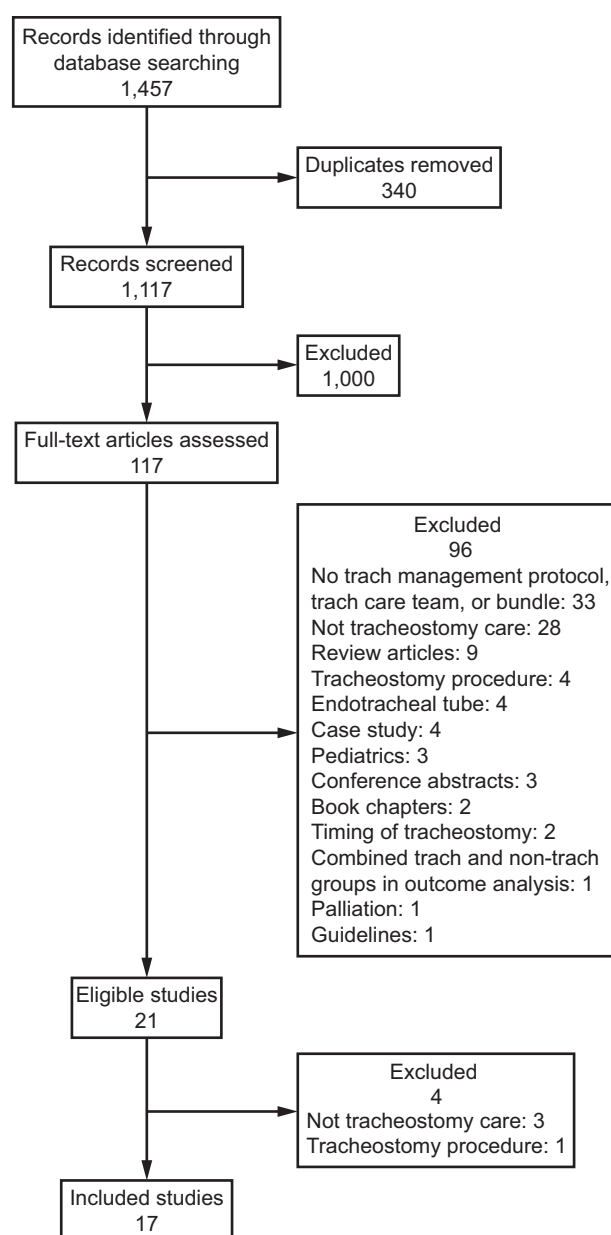 Records identified through
database searching
1,457
Duplicates removed
340
Records screened
1,117
Excluded
1,000
Full-text articles assessed
117
Excluded
96
No trach management protocol,
trach care team, or bundle: 33
Not tracheostomy care: 28
Review articles: 9
Tracheostomy procedure: 4
Endotracheal tube: 4
Case study: 4
Pediatrics: 3
Conference abstracts: 3
Book chapters: 2
Timing of tracheostomy: 2
Combined trach and non-trach
groups in outcome analysis: 1
Palliation: 1
Guidelines: 1
Eligible studies
21
Excluded
4
Not tracheostomy care: 3
Tracheostomy procedure: 1
Included studies
17